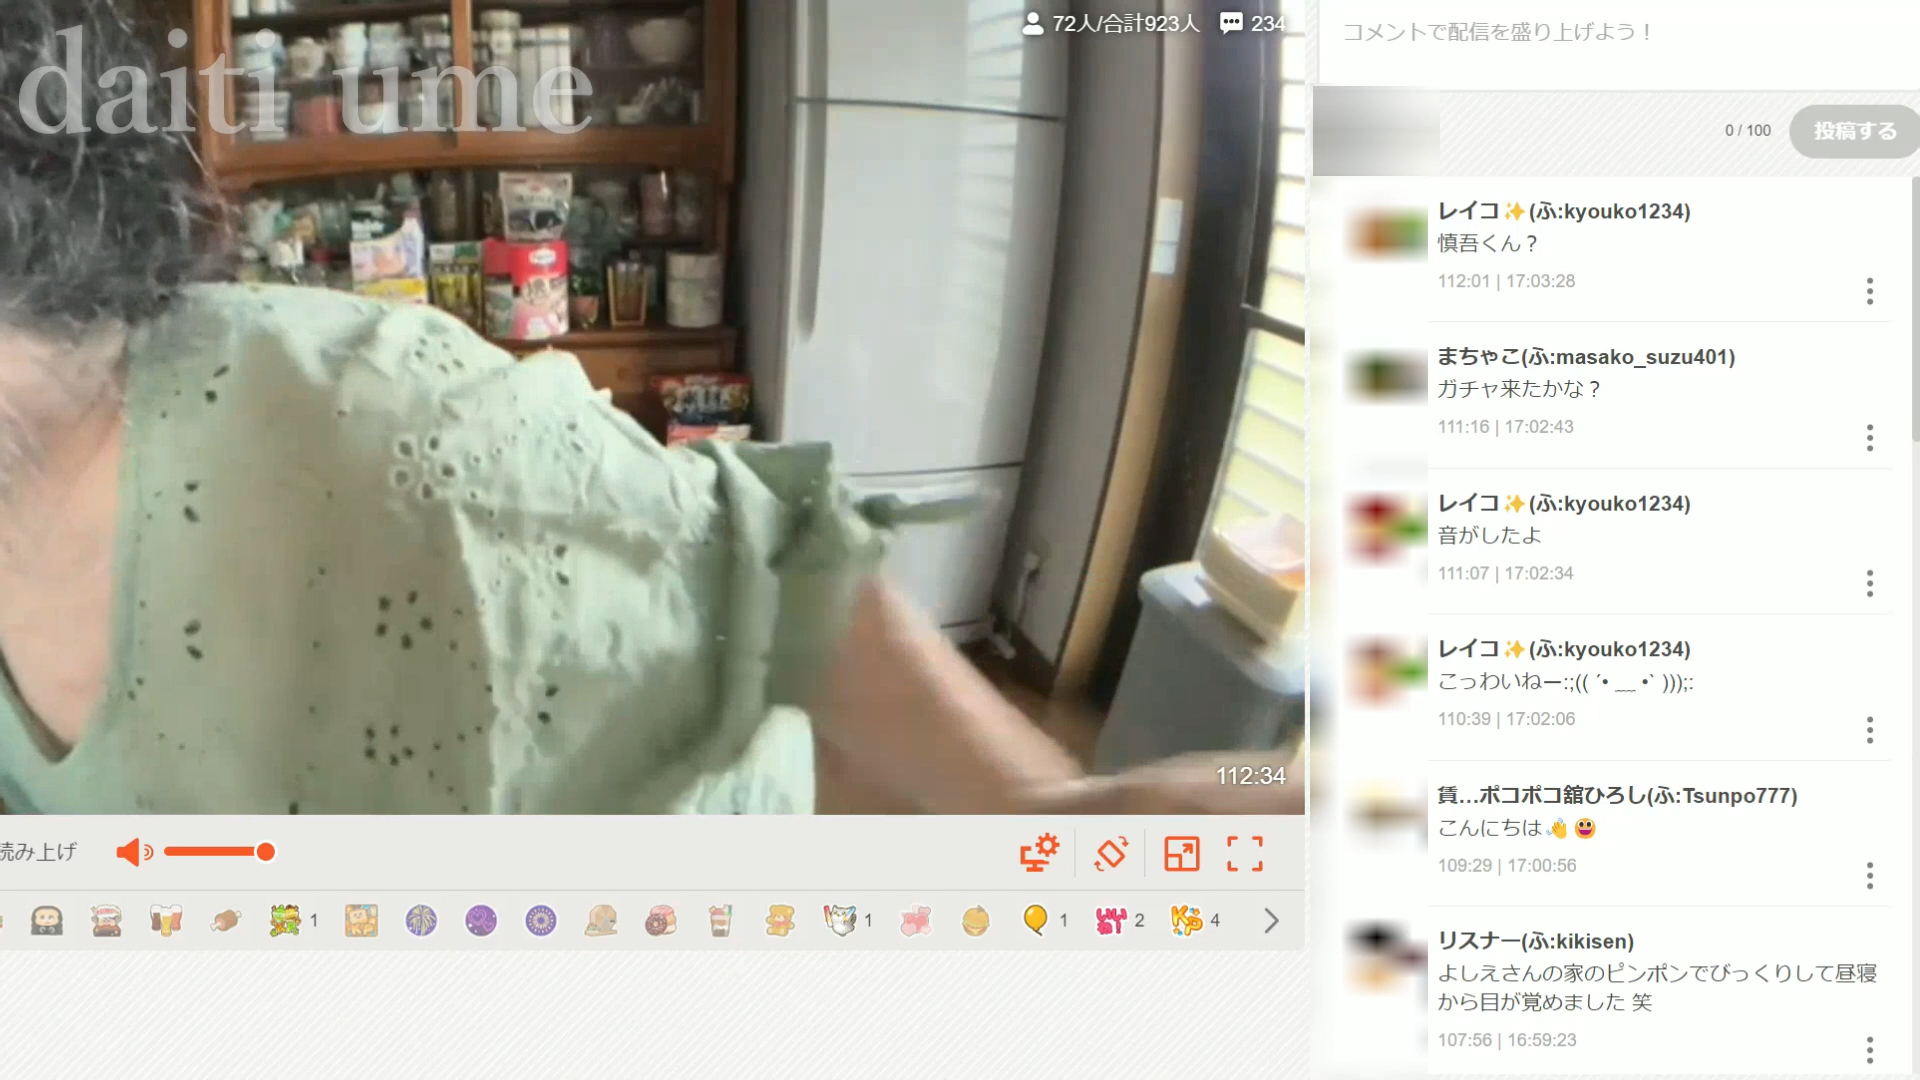 daiti ume
72人/合計923人 234
112:34
読み上げ
1
1
1
2
4
コメントで配信を盛り上げよう！
0 / 100
投稿する
レイコ✨(ふ:kyouko1234)
慎吾くん？
112:01 | 17:03:28
まちゃこ(ふ:masako_suzu401)
ガチャ来たかな？
111:16 | 17:02:43
レイコ✨(ふ:kyouko1234)
音がしたよ
111:07 | 17:02:34
レイコ✨(ふ:kyouko1234)
こっわいねー:;(( ´• ﹏ •` ));:
110:39 | 17:02:06
賃…ポコポコ舘ひろし(ふ:Tsunpo777)
こんにちは👋😀
109:29 | 17:00:56
リスナー(ふ:kikisen)
よしえさんの家のピンポンでびっくりして昼寝
から目が覚めました 笑
107:56 | 16:59:23